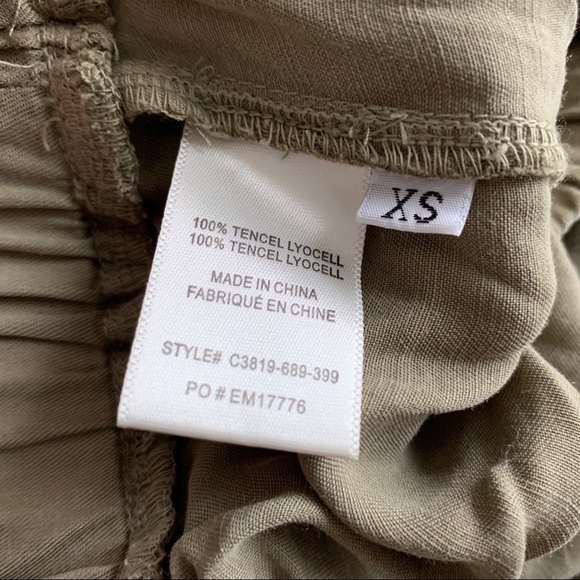 100% TENCEL LYOCELL
100% TENCEL LYOCELL
MADE IN CHINA
FABRIQUÉ EN CHINE
STYLE# C3819-689-399
PO # EM17776
XS